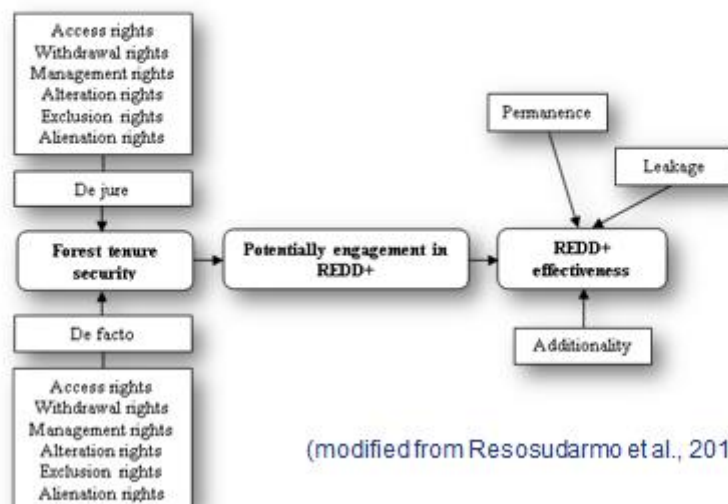 Access rights
Withdrawal rights
Management rights
Alteration rights
Exclusion rights
Alienation rights
De jure
Forest tenure
security
De facto
Access rights
Withdrawal rights
Management rights
Alteration rights
Exclusion rights
Alienation rights
Potentially engagement in
REDD+
Permanence
Leakage
REDD+
effectiveness
Additionality
(modified from Resosudarmo et al., 201